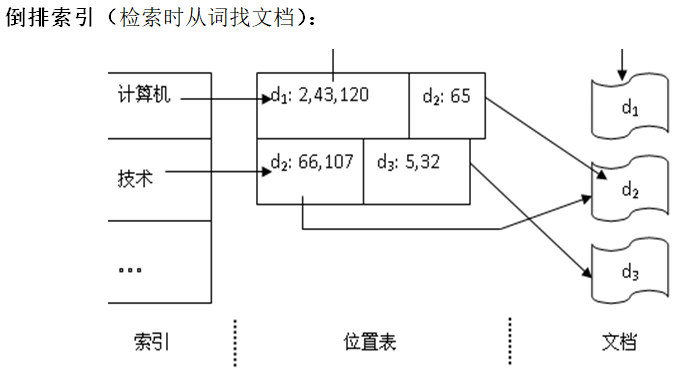 倒排索引（检索时从词找文档）：
计算机 d₁: 2,43,120 d₂: 65 d₁
技术 d₂: 66,107 d₃: 5,32 d₂
… d₃
索引 位置表 文档